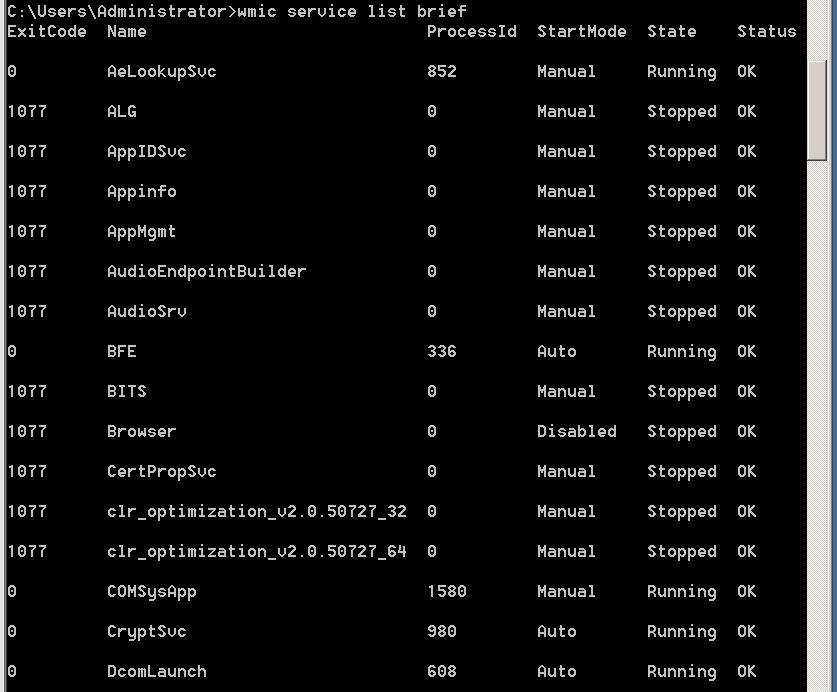 C:\Users\Administrator>wmic service list brief
ExitCode  Name                            ProcessId  StartMode  State    Status
0         AeLookupSvc                     852        Manual     Running  OK
1077      ALG                             0          Manual     Stopped  OK
1077      AppIDSvc                        0          Manual     Stopped  OK
1077      Appinfo                         0          Manual     Stopped  OK
1077      AppMgmt                         0          Manual     Stopped  OK
1077      AudioEndpointBuilder            0          Manual     Stopped  OK
1077      AudioSrv                        0          Manual     Stopped  OK
0         BFE                             336        Auto       Running  OK
1077      BITS                            0          Manual     Stopped  OK
1077      Browser                         0          Disabled   Stopped  OK
1077      CertPropSvc                     0          Manual     Stopped  OK
1077      clr_optimization_v2.0.50727_32  0          Manual     Stopped  OK
1077      clr_optimization_v2.0.50727_64  0          Manual     Stopped  OK
0         COMSysApp                       1580       Manual     Running  OK
0         CryptSvc                        980        Auto       Running  OK
0         DcomLaunch                      608        Auto       Running  OK